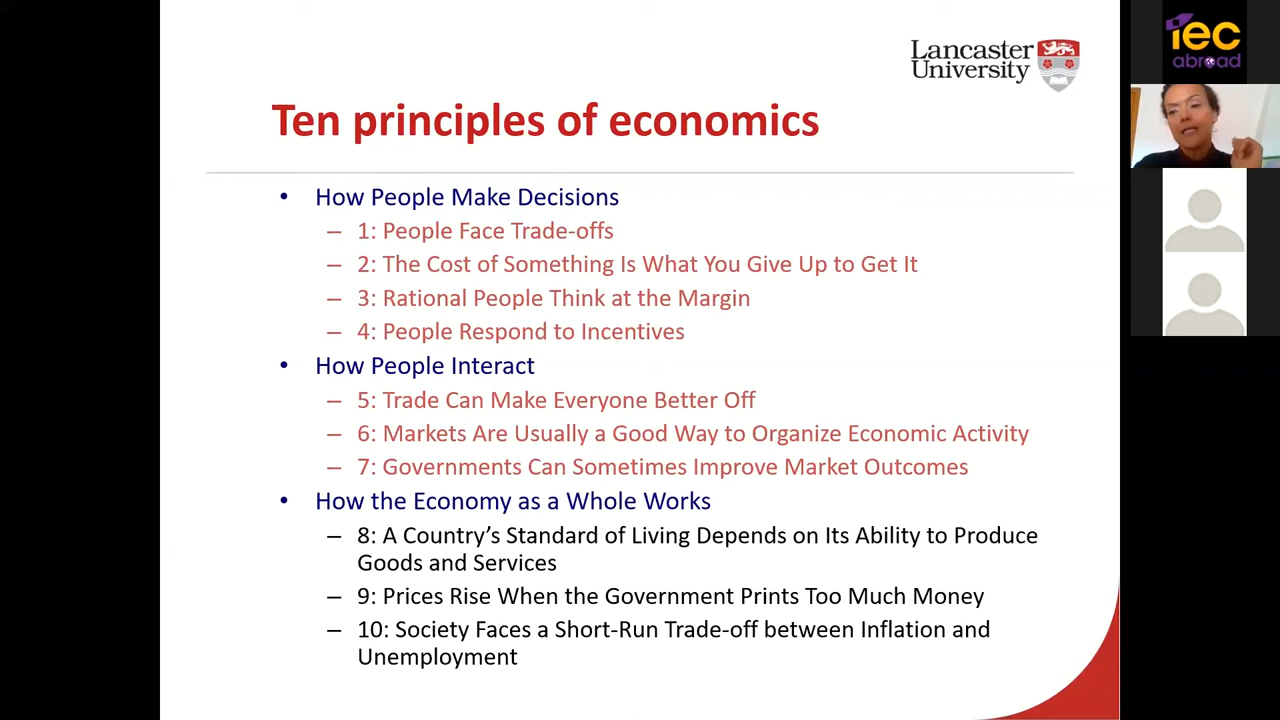 Lancaster
University
iec
abroad
Ten principles of economics
• How People Make Decisions
– 1: People Face Trade-offs
– 2: The Cost of Something Is What You Give Up to Get It
– 3: Rational People Think at the Margin
– 4: People Respond to Incentives
• How People Interact
– 5: Trade Can Make Everyone Better Off
– 6: Markets Are Usually a Good Way to Organize Economic Activity
– 7: Governments Can Sometimes Improve Market Outcomes
• How the Economy as a Whole Works
– 8: A Country’s Standard of Living Depends on Its Ability to Produce
Goods and Services
– 9: Prices Rise When the Government Prints Too Much Money
– 10: Society Faces a Short-Run Trade-off between Inflation and
Unemployment